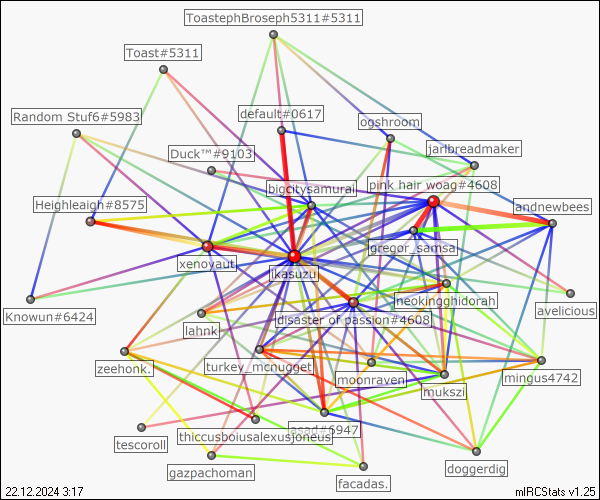 ToastephBroseph5311#5311
Toast#5311
Random Stuf6#5983
default#0617
ogshroom
Duck™#9103
jarlbreadmaker
bigcitysamurai
pink hair woag#4608
Heighleigh#8575
andnewbees
gregor_samsa
xenoyaut
ikasuzu
heokingghidorah
avelicious
Knowun#6424
disaster of passion#4608
lahnk
zeehonk.
turkey_mcnugget
moonraven
mukszi
mingus4742
asad#6947
tescoroll
thiccusboiusalexusjoneus
gazpachoman
doggerdig
facadas.
22.12.2024 3:17
mIRCStats v1.25